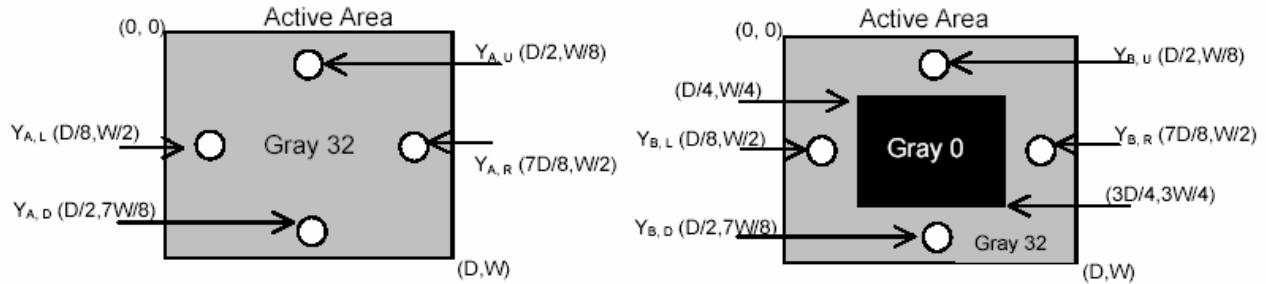 Active Area
(0, 0)
Y_A, U (D/2,W/8)
Y_A, L (D/8,W/2)
Gray 32
Y_A, R (7D/8,W/2)
Y_A, D (D/2,7W/8)
(D,W)
Active Area
(0, 0)
Y_B, U (D/2,W/8)
(D/4,W/4)
Y_B, L (D/8,W/2)
Gray 0
Y_B, R (7D/8,W/2)
(3D/4,3W/4)
Y_B, D (D/2,7W/8)
Gray 32
(D,W)